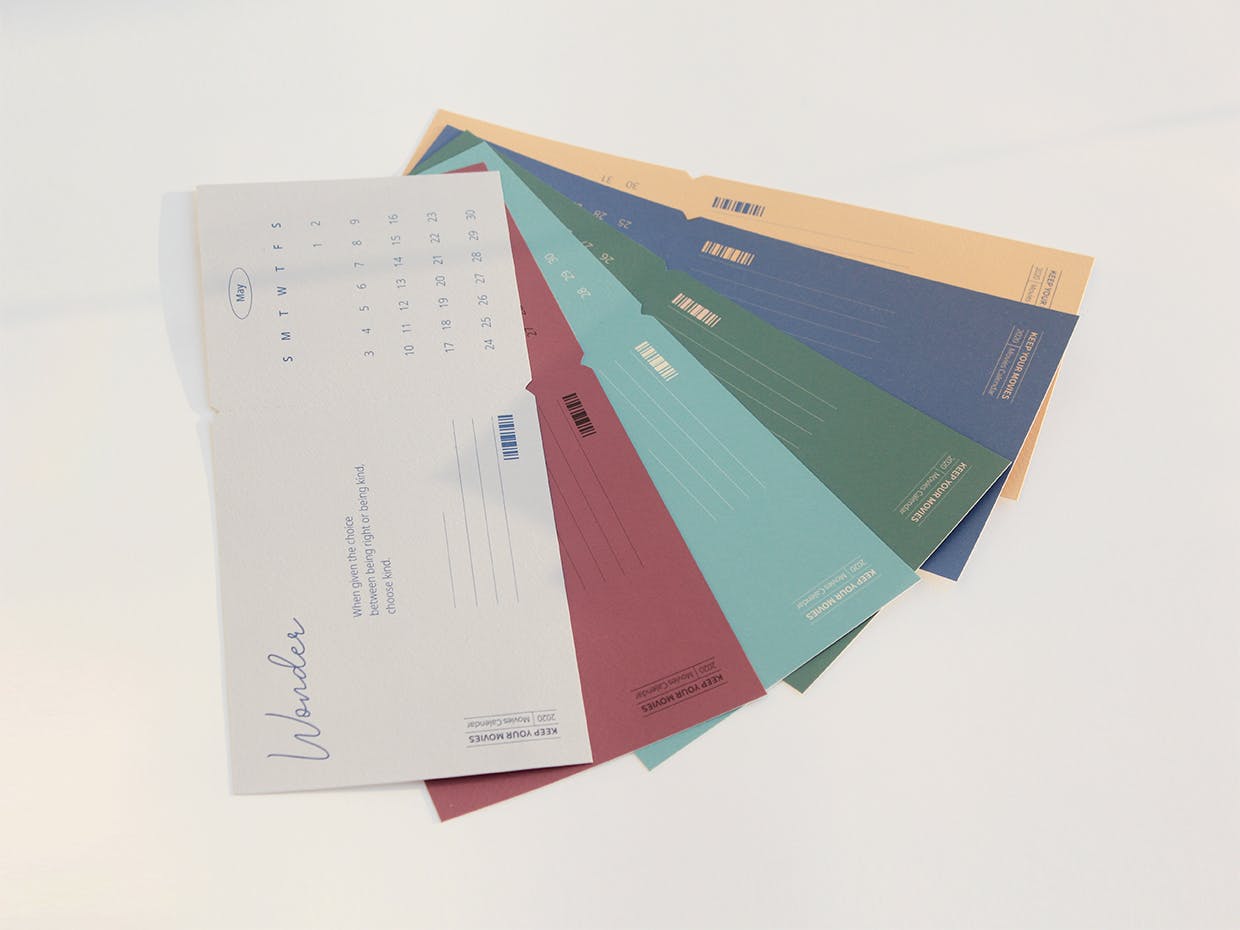 May
S M T W T F S
1 2
3 4 5 6 7 8 9
10 11 12 13 14 15 16
17 18 19 20 21 22 23
24 25 26 27 28 29 30
Wonder
When given the choice
between being right or being kind.
choose kind.
KEEP YOUR MOVIES
2020 | Movies Calendar
27
KEEP YOUR MOVIES
2020 | Movies Calendar
28 29 30
KEEP YOUR MOVIES
2020 | Movies Calendar
26 27
KEEP YOUR MOVIES
2020 | Movies Calendar
25
28
KEEP YOUR MOVIES
2020 | Movies Calendar
30 31
KEEP YOUR
2020